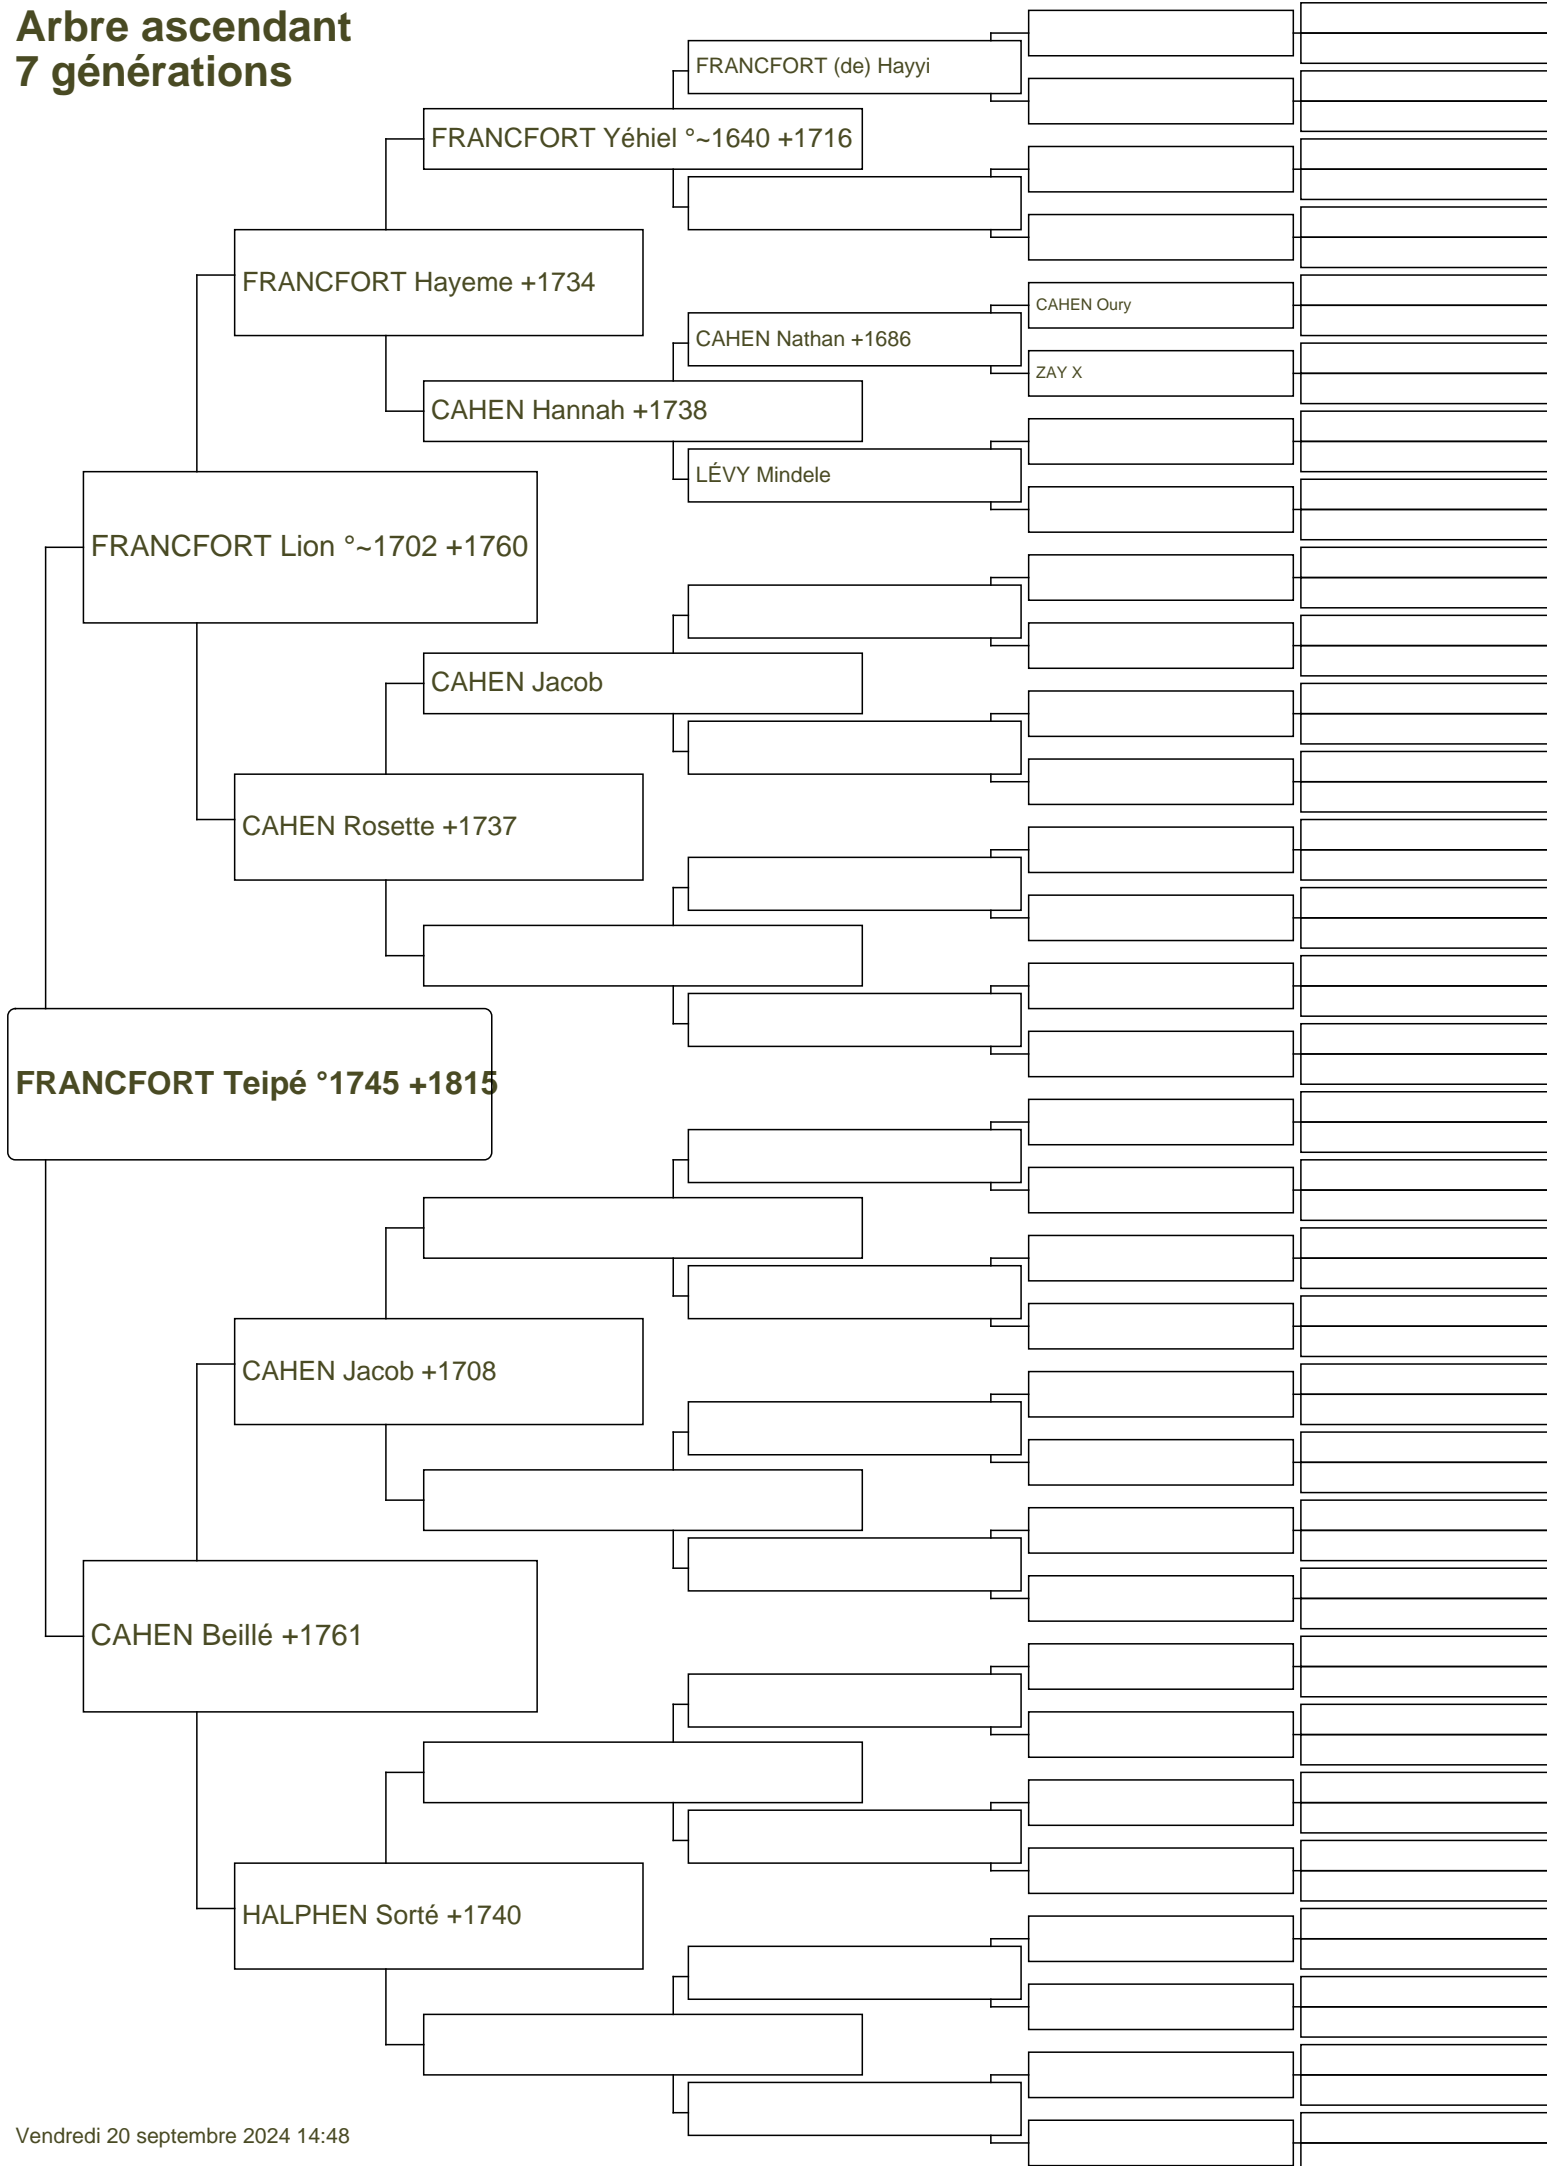 Arbre ascendant
7 générations
FRANCFORT (de) Hayyi
FRANCFORT Yéhiel °~1640 +1716
FRANCFORT Hayeme +1734
CAHEN Oury
CAHEN Nathan +1686
ZAY X
CAHEN Hannah +1738
LÉVY Mindele
FRANCFORT Lion °~1702 +1760
CAHEN Jacob
CAHEN Rosette +1737
FRANCFORT Teipé °1745 +1815
CAHEN Jacob +1708
CAHEN Beillé +1761
HALPHEN Sorté +1740
Vendredi 20 septembre 2024 14:48